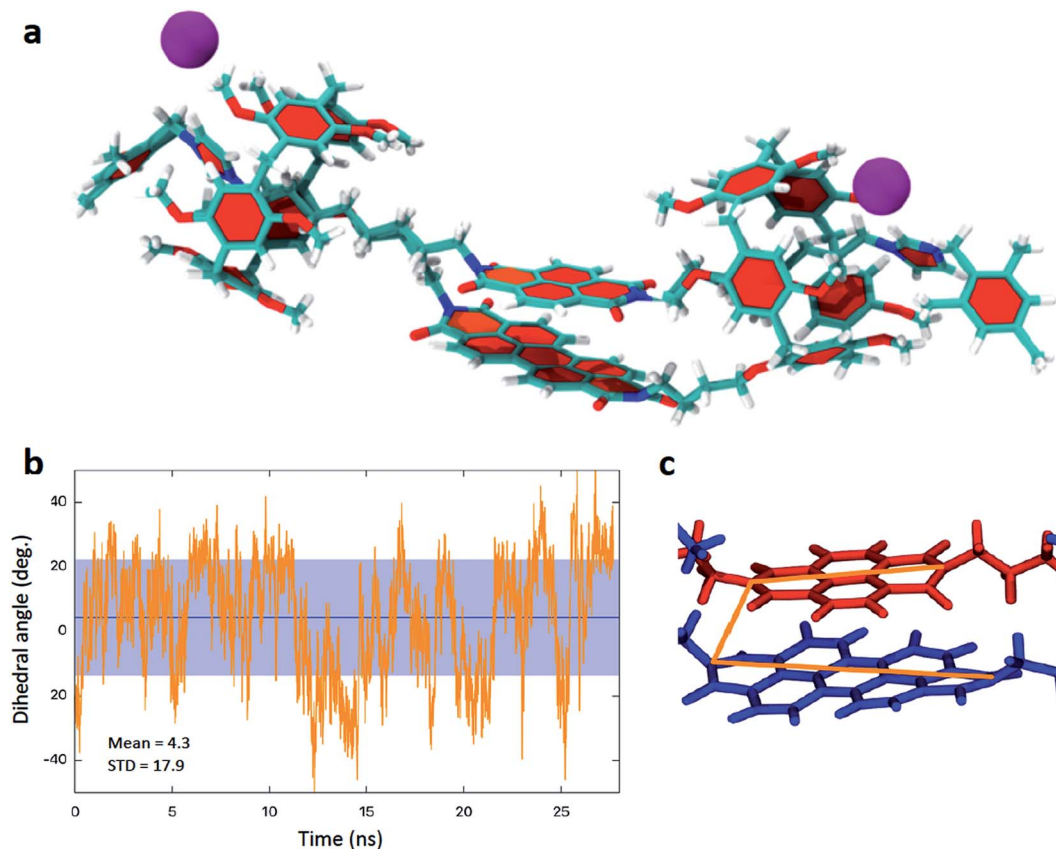 a
b
c
Dihedral angle (deg.)
40
20
0
20
-40
Mean = 4.3
STD = 17.9
0 5 10 15 20 25
Time (ns)